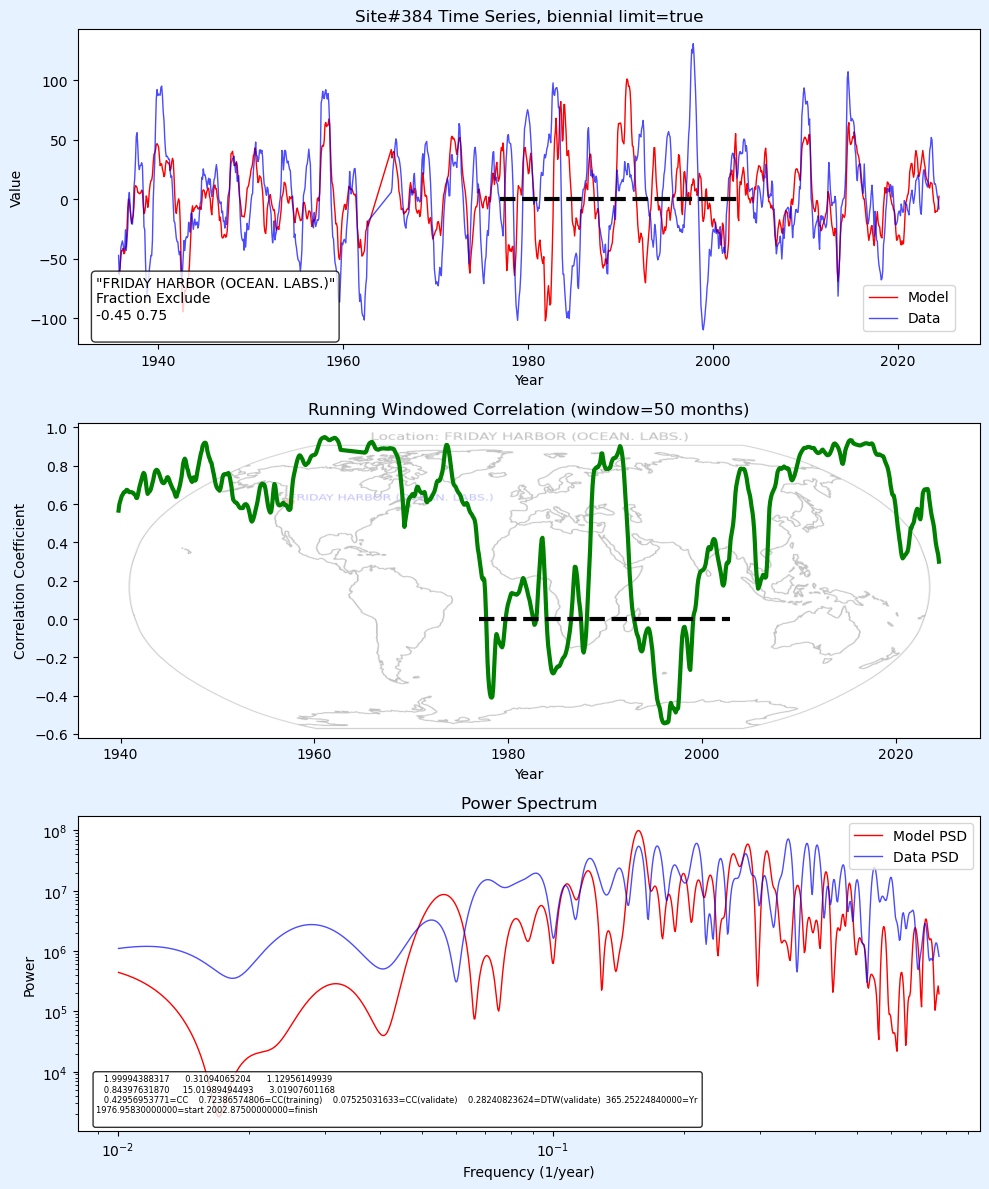 Site#384 Time Series, biennial limit=true
Value
100
50
0
−50
−100
"FRIDAY HARBOR (OCEAN. LABS.)"
Fraction Exclude
-0.45 0.75
Model
Data
1940 1960 1980 2000 2020
Year
Running Windowed Correlation (window=50 months)
Location: FRIDAY HARBOR (OCEAN. LABS.)
FRIDAY HARBOR (OCEAN. LABS.)
Correlation Coefficient
1.0
0.8
0.6
0.4
0.2
0.0
−0.2
−0.4
−0.6
1940 1960 1980 2000 2020
Year
Power Spectrum
Model PSD
Data PSD
Power
10^8
10^7
10^6
10^5
10^4
1.99994388317 0.31094065204 1.12956149939
0.84397631870 15.01989494493 3.01907601168
0.42956953771=CC 0.72386574806=CC(training) 0.07525031633=CC(validate) 0.28240823624=DTW(validate) 365.25224840000=Yr
1976.95830000000=start 2002.87500000000=finish
10^−2 10^−1
Frequency (1/year)